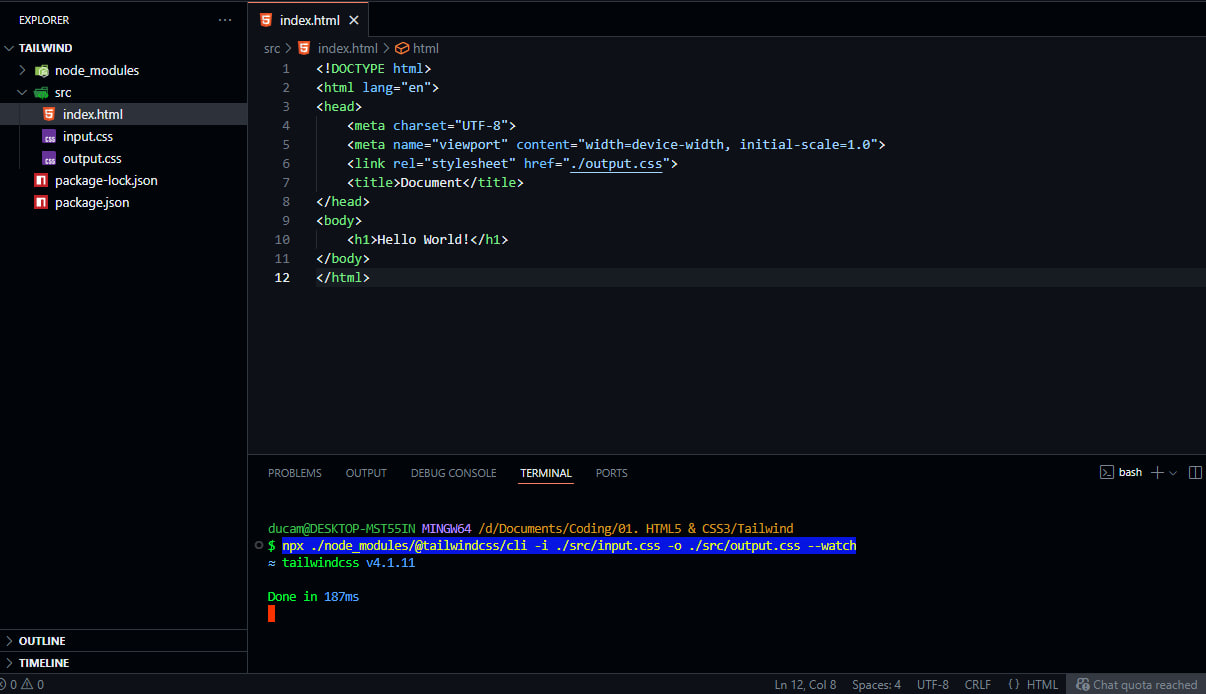 EXPLORER
TAILWIND
node_modules
src
index.html
input.css
output.css
package-lock.json
package.json
OUTLINE
TIMELINE
index.html
src > index.html > html
1 <!DOCTYPE html>
2 <html lang="en">
3 <head>
4 <meta charset="UTF-8">
5 <meta name="viewport" content="width=device-width, initial-scale=1.0">
6 <link rel="stylesheet" href="./output.css">
7 <title>Document</title>
8 </head>
9 <body>
10 <h1>Hello World!</h1>
11 </body>
12 </html>
PROBLEMS OUTPUT DEBUG CONSOLE TERMINAL PORTS
bash
ducam@DESKTOP-MST55IN MINGW64 /d/Documents/Coding/01. HTML5 & CSS3/Tailwind
$ npx ./node_modules/@tailwindcss/cli -i ./src/input.css -o ./src/output.css --watch
≈ tailwindcss v4.1.11
Done in 187ms
0 0 Ln 12, Col 8 Spaces: 4 UTF-8 CRLF {} HTML Chat quota reached